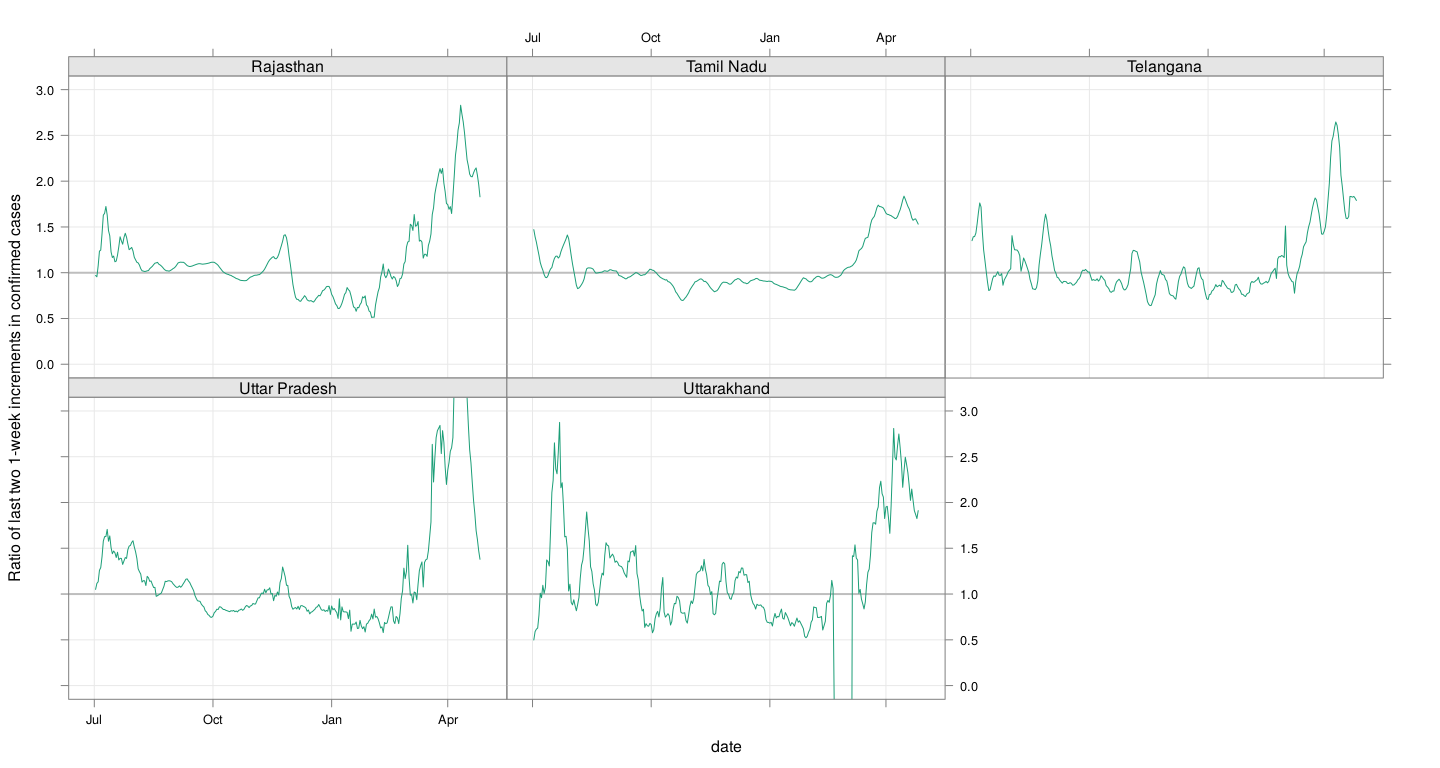 Jul Oct Jan Apr
Rajasthan Tamil Nadu Telangana
3.0
2.5
2.0
1.5
1.0
0.5
0.0
Ratio of last two 1-week increments in confirmed cases
Uttar Pradesh Uttarakhand
3.0
2.5
2.0
1.5
1.0
0.5
0.0
Jul Oct Jan Apr
date